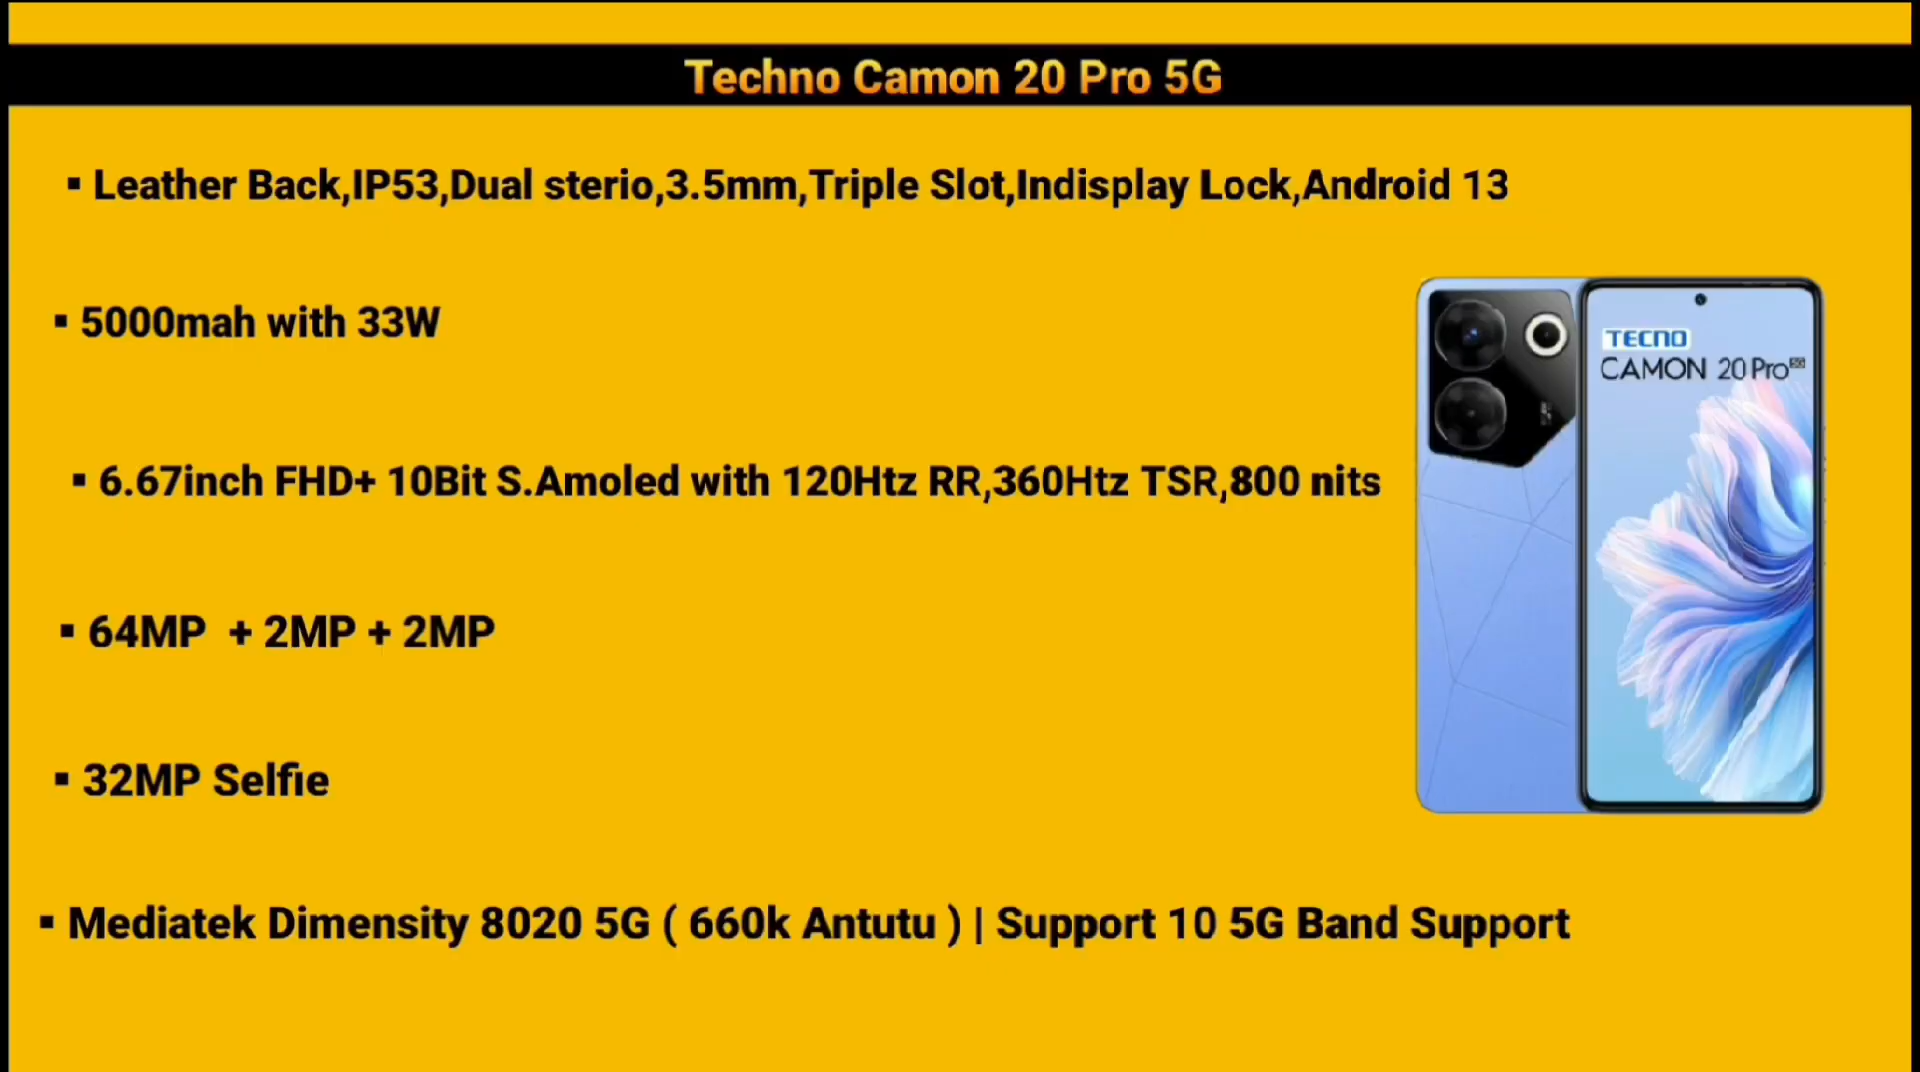 Techno Camon 20 Pro 5G
▪ Leather Back,IP53,Dual sterio,3.5mm,Triple Slot,Indisplay Lock,Android 13
▪ 5000mah with 33W
TECNO
CAMON 20 Pro 5G
▪ 6.67inch FHD+ 10Bit S.Amoled with 120Htz RR,360Htz TSR,800 nits
▪ 64MP + 2MP + 2MP
▪ 32MP Selfie
▪ Mediatek Dimensity 8020 5G ( 660k Antutu ) | Support 10 5G Band Support